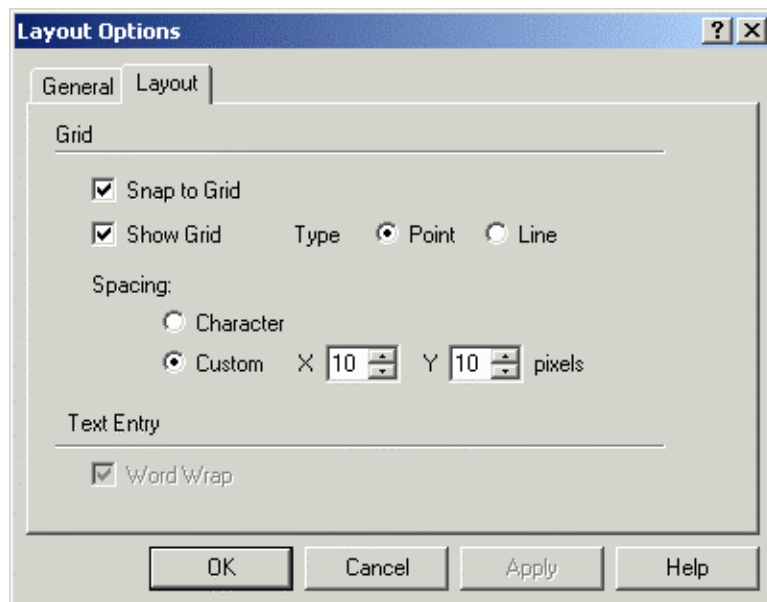 Layout Options ?
General Layout
Grid
Snap to Grid
Show Grid Type Point Line
Spacing:
Character
Custom X 10 Y 10 pixels
Text Entry
Word Wrap
OK Cancel Apply Help